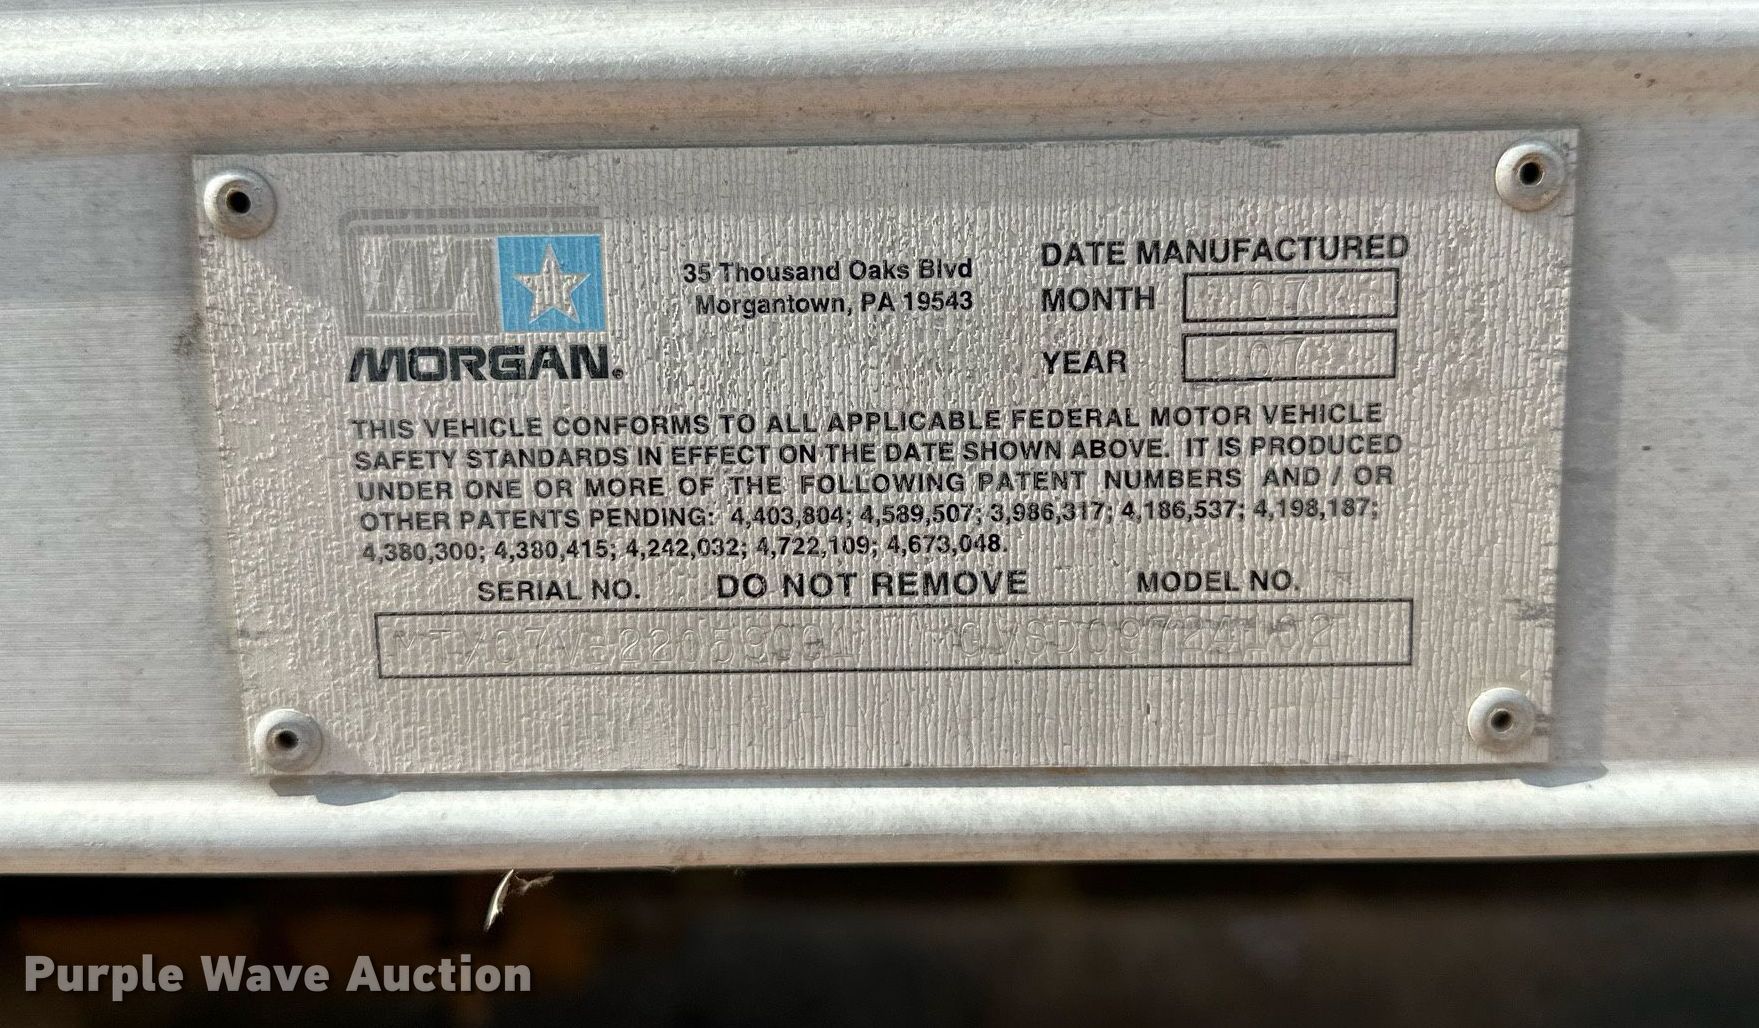 35 Thousand Oaks Blvd
Morgantown, PA 19543
DATE MANUFACTURED
MONTH 07
YEAR 07
MORGAN®
THIS VEHICLE CONFORMS TO ALL APPLICABLE FEDERAL MOTOR VEHICLE
SAFETY STANDARDS IN EFFECT ON THE DATE SHOWN ABOVE. IT IS PRODUCED
UNDER ONE OR MORE OF THE FOLLOWING PATENT NUMBERS AND / OR
OTHER PATENTS PENDING: 4,403,804; 4,589,507; 3,986,317; 4,186,537; 4,198,187;
4,380,300; 4,380,415; 4,242,032; 4,722,109; 4,673,048.
SERIAL NO. DO NOT REMOVE MODEL NO.
Purple Wave Auction